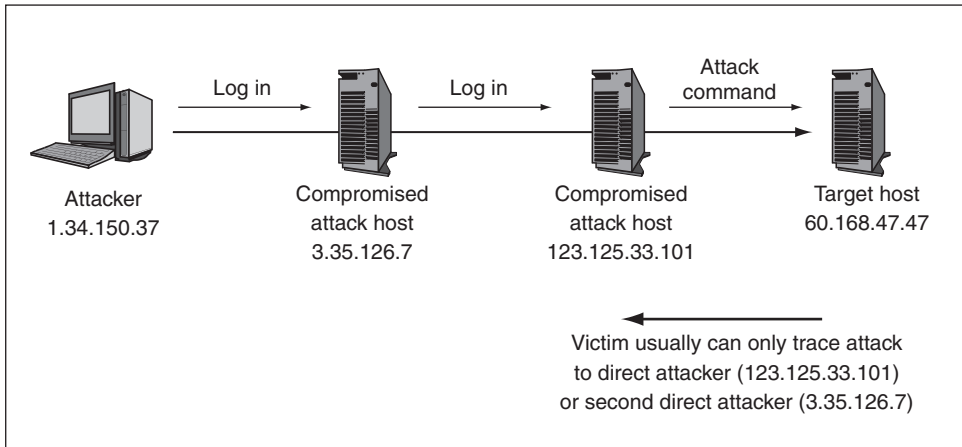 Log in
Log in
Attack
command
Attacker
1.34.150.37
Compromised
attack host
3.35.126.7
Compromised
attack host
123.125.33.101
Target host
60.168.47.47
Victim usually can only trace attack
to direct attacker (123.125.33.101)
or second direct attacker (3.35.126.7)